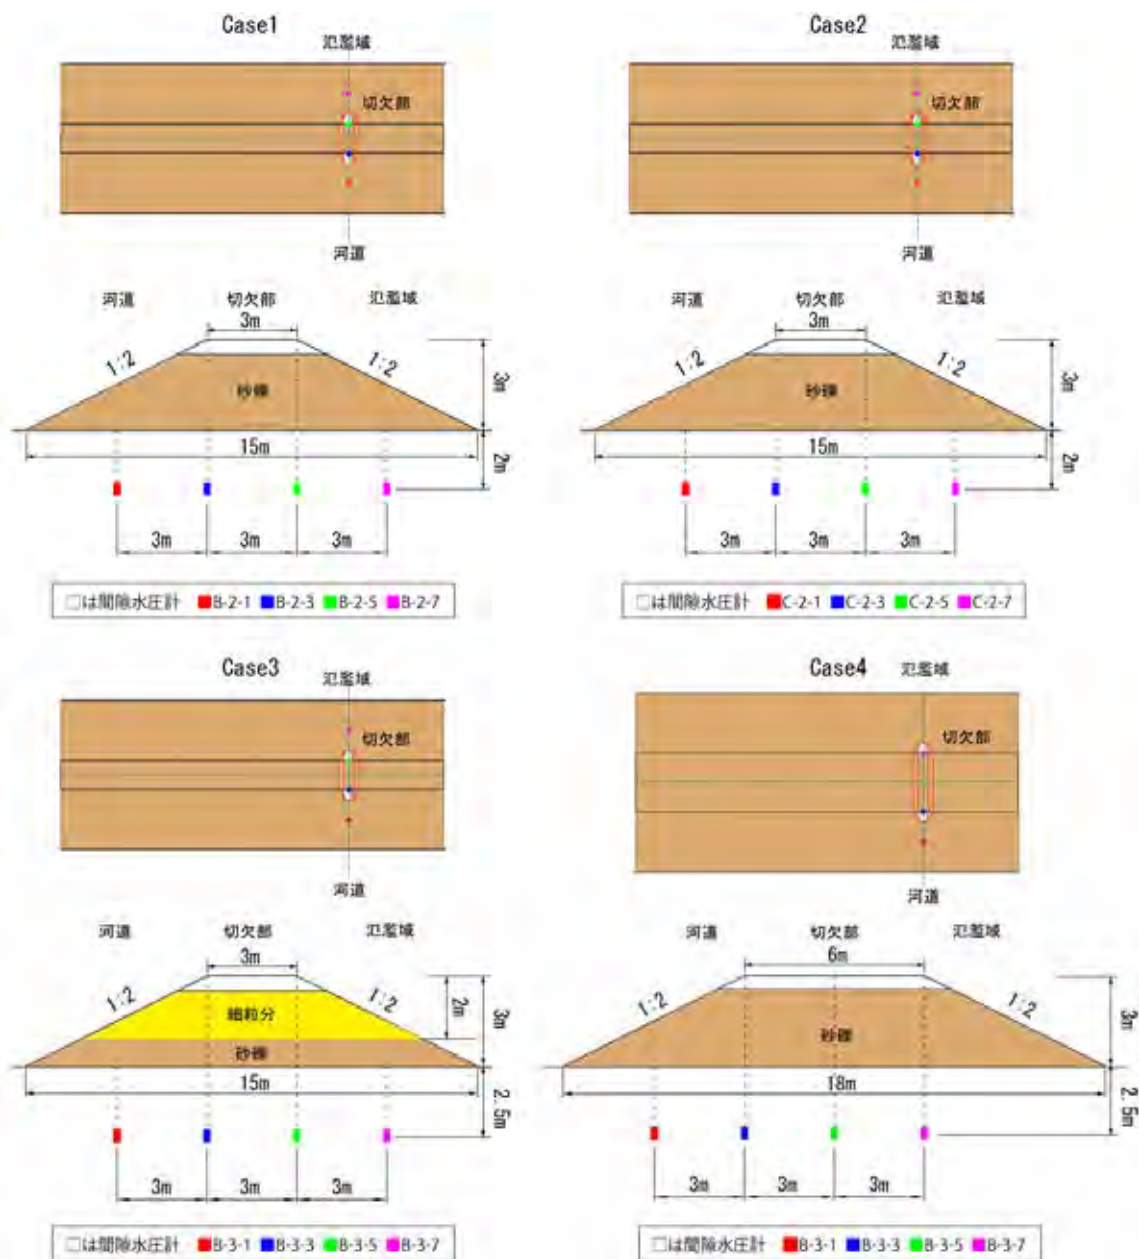 Case1
氾濫域
切欠部
河道
河道 切欠部 氾濫域
3m
1:2
1:2
砂礫
3m
15m
2m
3m 3m 3m
□は間隙水圧計 B-2-1 B-2-3 B-2-5 B-2-7
Case2
氾濫域
切欠部
河道
河道 切欠部 氾濫域
3m
1:2
1:2
砂礫
3m
15m
2m
3m 3m 3m
□は間隙水圧計 C-2-1 C-2-3 C-2-5 C-2-7
Case3
氾濫域
切欠部
河道
河道 切欠部 氾濫域
3m
1:2
1:2
2m
3m
細粒分
砂礫
15m
2.5m
3m 3m 3m
□は間隙水圧計 B-3-1 B-3-3 B-3-5 B-3-7
Case4
氾濫域
切欠部
河道
河道 切欠部 氾濫域
6m
1:2
1:2
砂礫
3m
18m
2.5m
3m 3m 3m
□は間隙水圧計 B-3-1 B-3-3 B-3-5 B-3-7